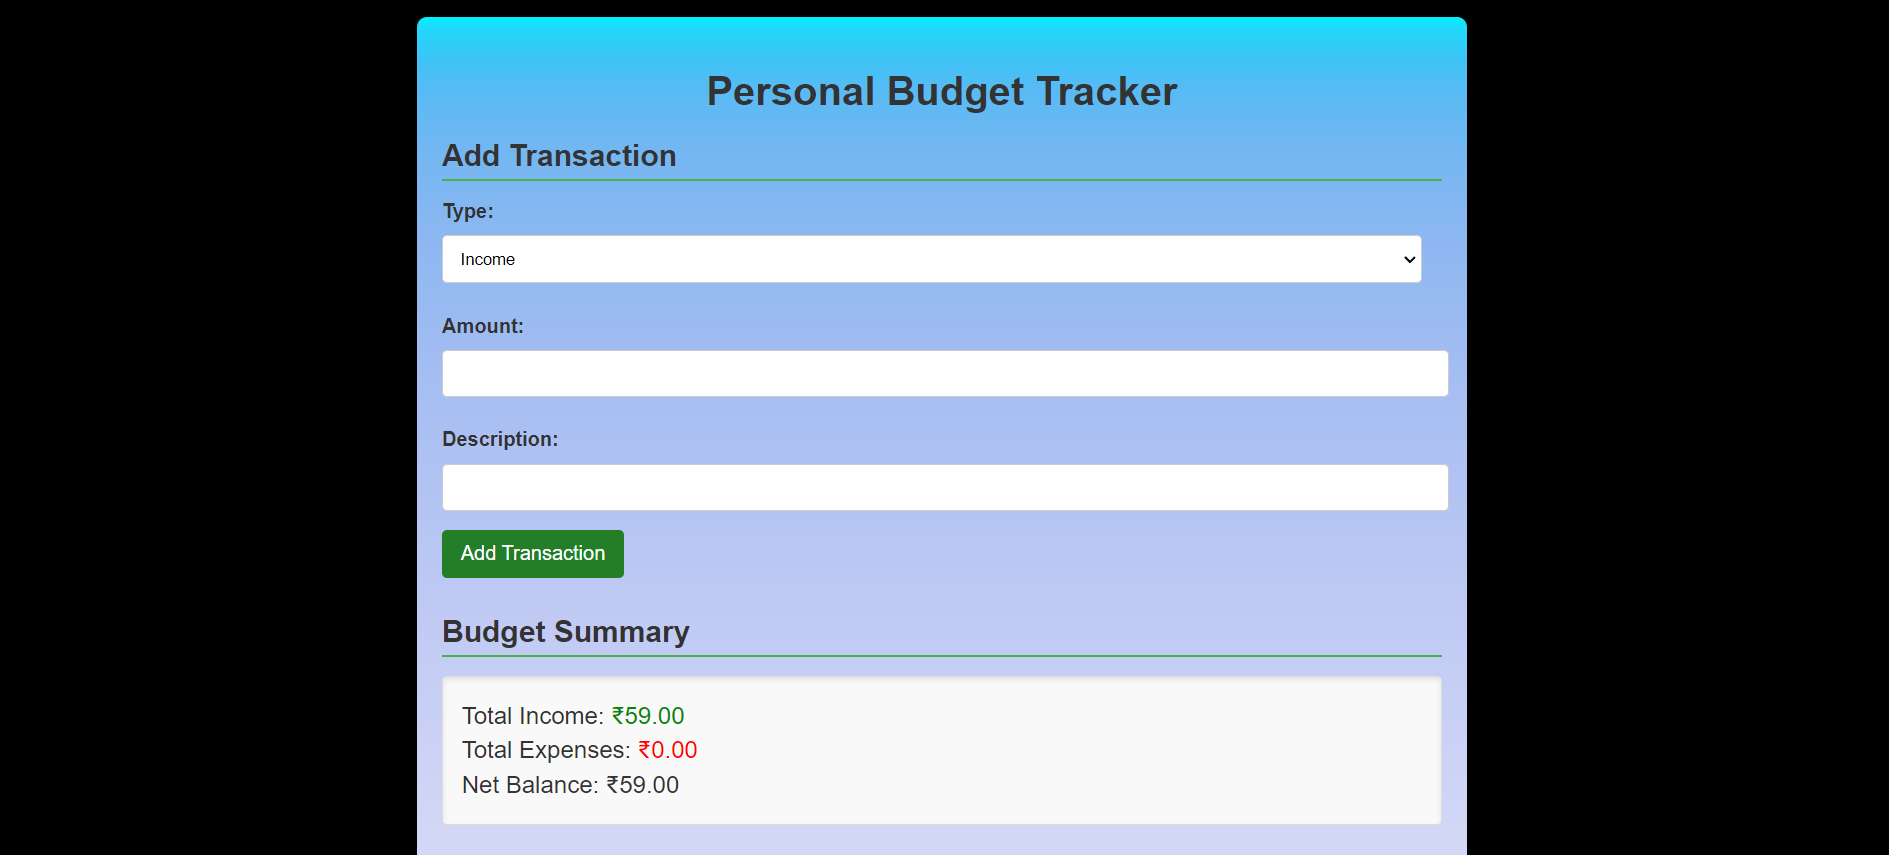 Personal Budget Tracker
Add Transaction
Type:
Income
Amount:
Description:
Add Transaction
Budget Summary
Total Income: ₹59.00
Total Expenses: ₹0.00
Net Balance: ₹59.00